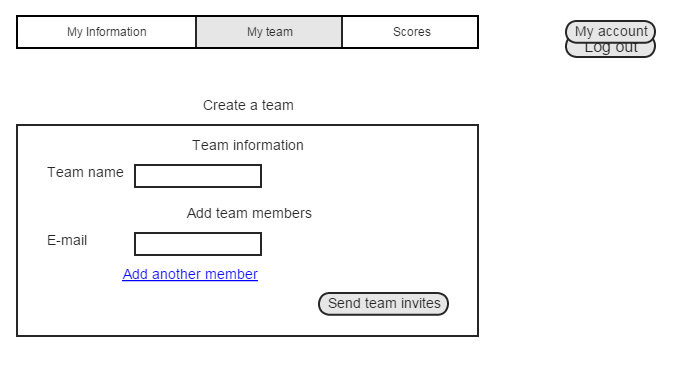 My Information My team Scores
My account
Log out
Create a team
Team information
Team name
Add team members
E-mail
Add another member
Send team invites